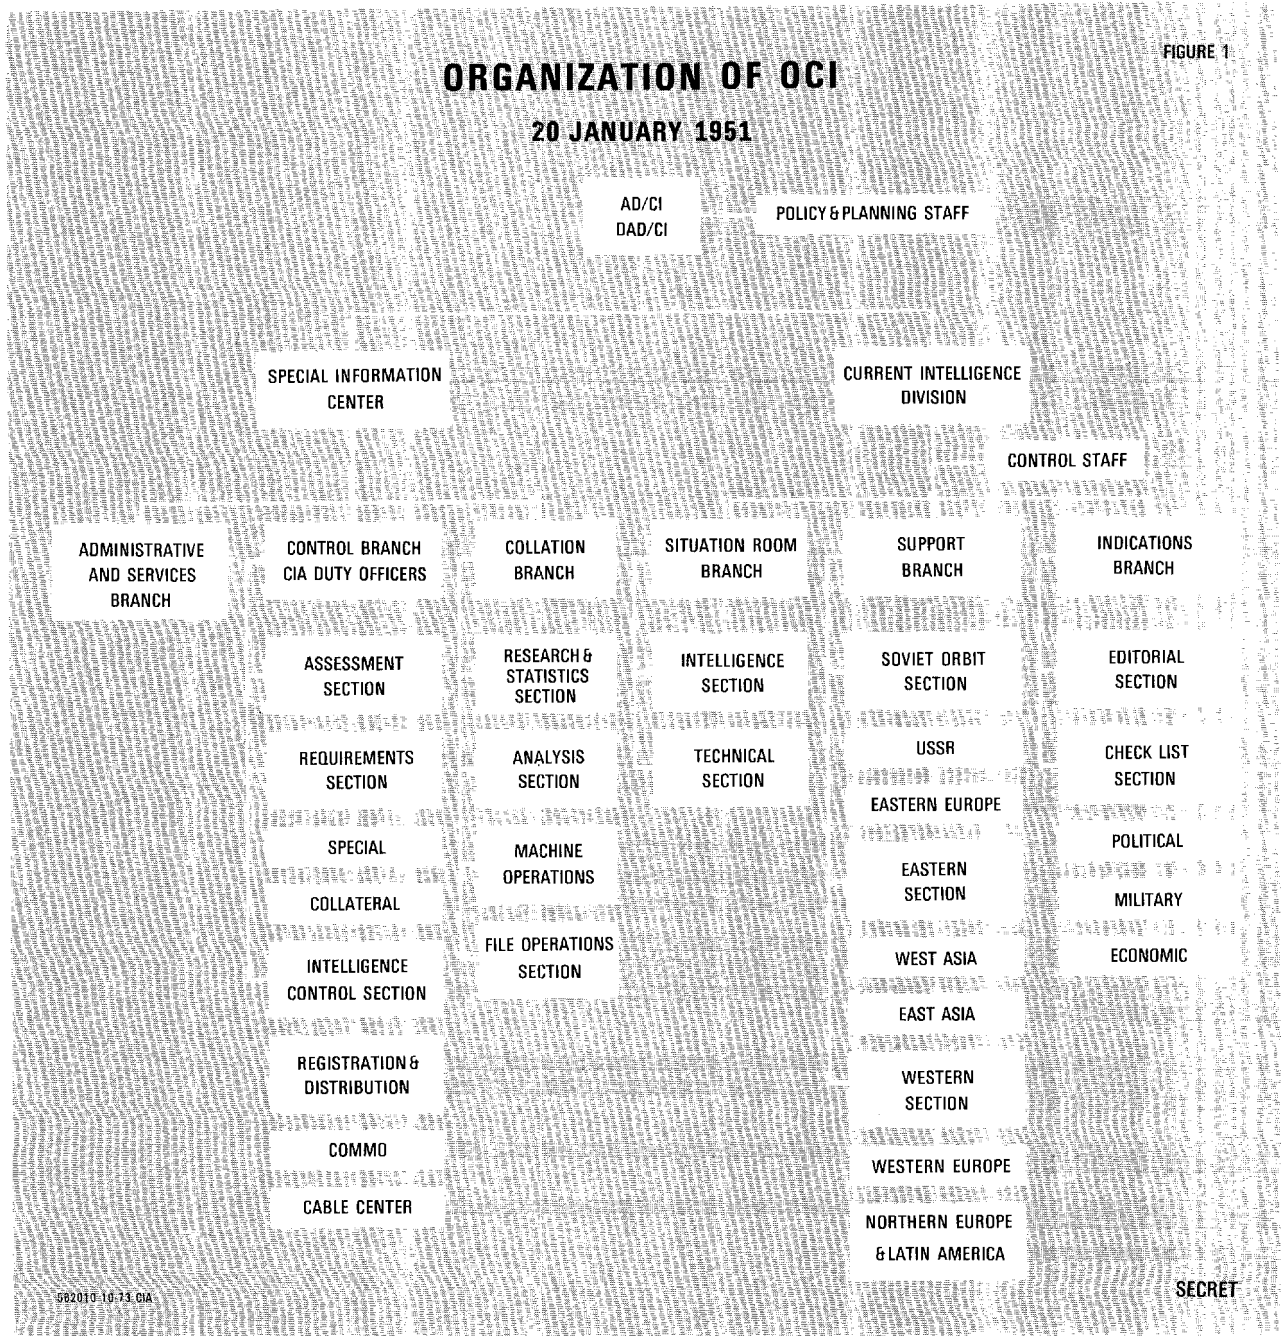 FIGURE 1
ORGANIZATION OF OCI
20 JANUARY 1951
AD/CI
DAD/CI
POLICY & PLANNING STAFF
SPECIAL INFORMATION
CENTER
CURRENT INTELLIGENCE
DIVISION
CONTROL STAFF
ADMINISTRATIVE
AND SERVICES
BRANCH
CONTROL BRANCH
CIA DUTY OFFICERS
ASSESSMENT
SECTION
REQUIREMENTS
SECTION
SPECIAL
COLLATERAL
INTELLIGENCE
CONTROL SECTION
REGISTRATION &
DISTRIBUTION
COMMO
CABLE CENTER
COLLATION
BRANCH
RESEARCH &
STATISTICS
SECTION
ANALYSIS
SECTION
MACHINE
OPERATIONS
FILE OPERATIONS
SECTION
SITUATION ROOM
BRANCH
INTELLIGENCE
SECTION
TECHNICAL
SECTION
SUPPORT
BRANCH
SOVIET ORBIT
SECTION
USSR
EASTERN EUROPE
EASTERN
SECTION
WEST ASIA
EAST ASIA
WESTERN
SECTION
WESTERN EUROPE
NORTHERN EUROPE
& LATIN AMERICA
INDICATIONS
BRANCH
EDITORIAL
SECTION
CHECK LIST
SECTION
POLITICAL
MILITARY
ECONOMIC
562010 10-73 CIA
SECRET